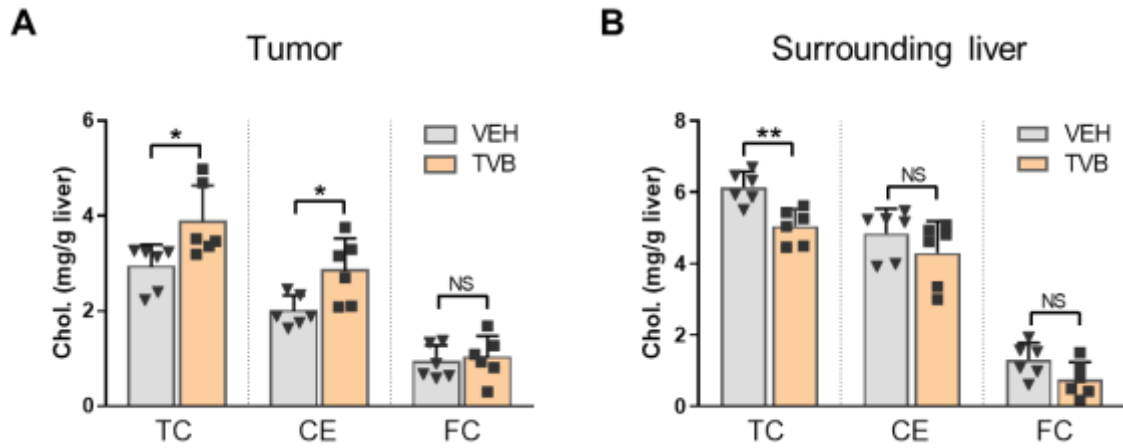 A
Tumor
Chol. (mg/g liver)
6
4
2
0
VEH
TVB
*
*
NS
TC
CE
FC
B
Surrounding liver
Chol. (mg/g liver)
8
6
4
2
0
VEH
TVB
**
NS
NS
TC
CE
FC